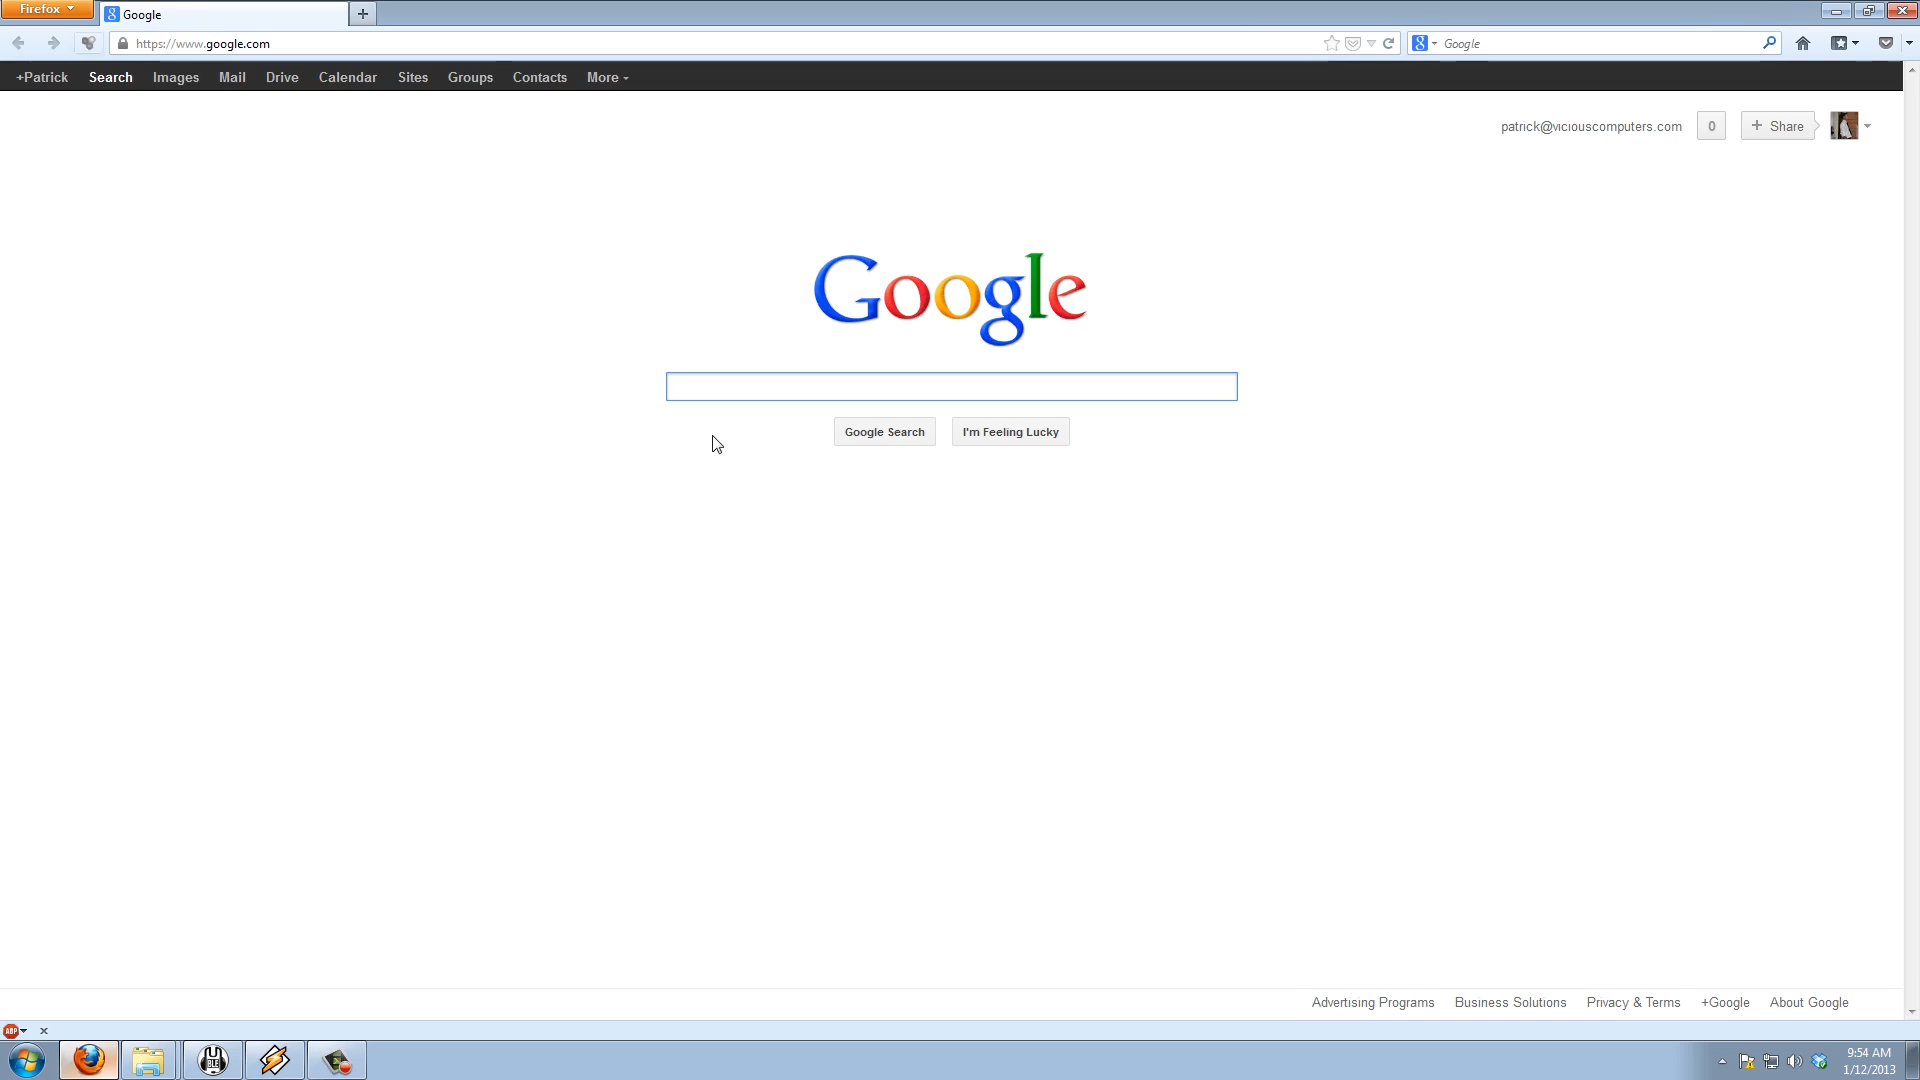 Firefox
Google
https://www.google.com
Google
+Patrick Search Images Mail Drive Calendar Sites Groups Contacts More
patrick@viciouscomputers.com 0 + Share
Google
Google Search I'm Feeling Lucky
Advertising Programs Business Solutions Privacy & Terms +Google About Google
ABP
9:54 AM
1/12/2013